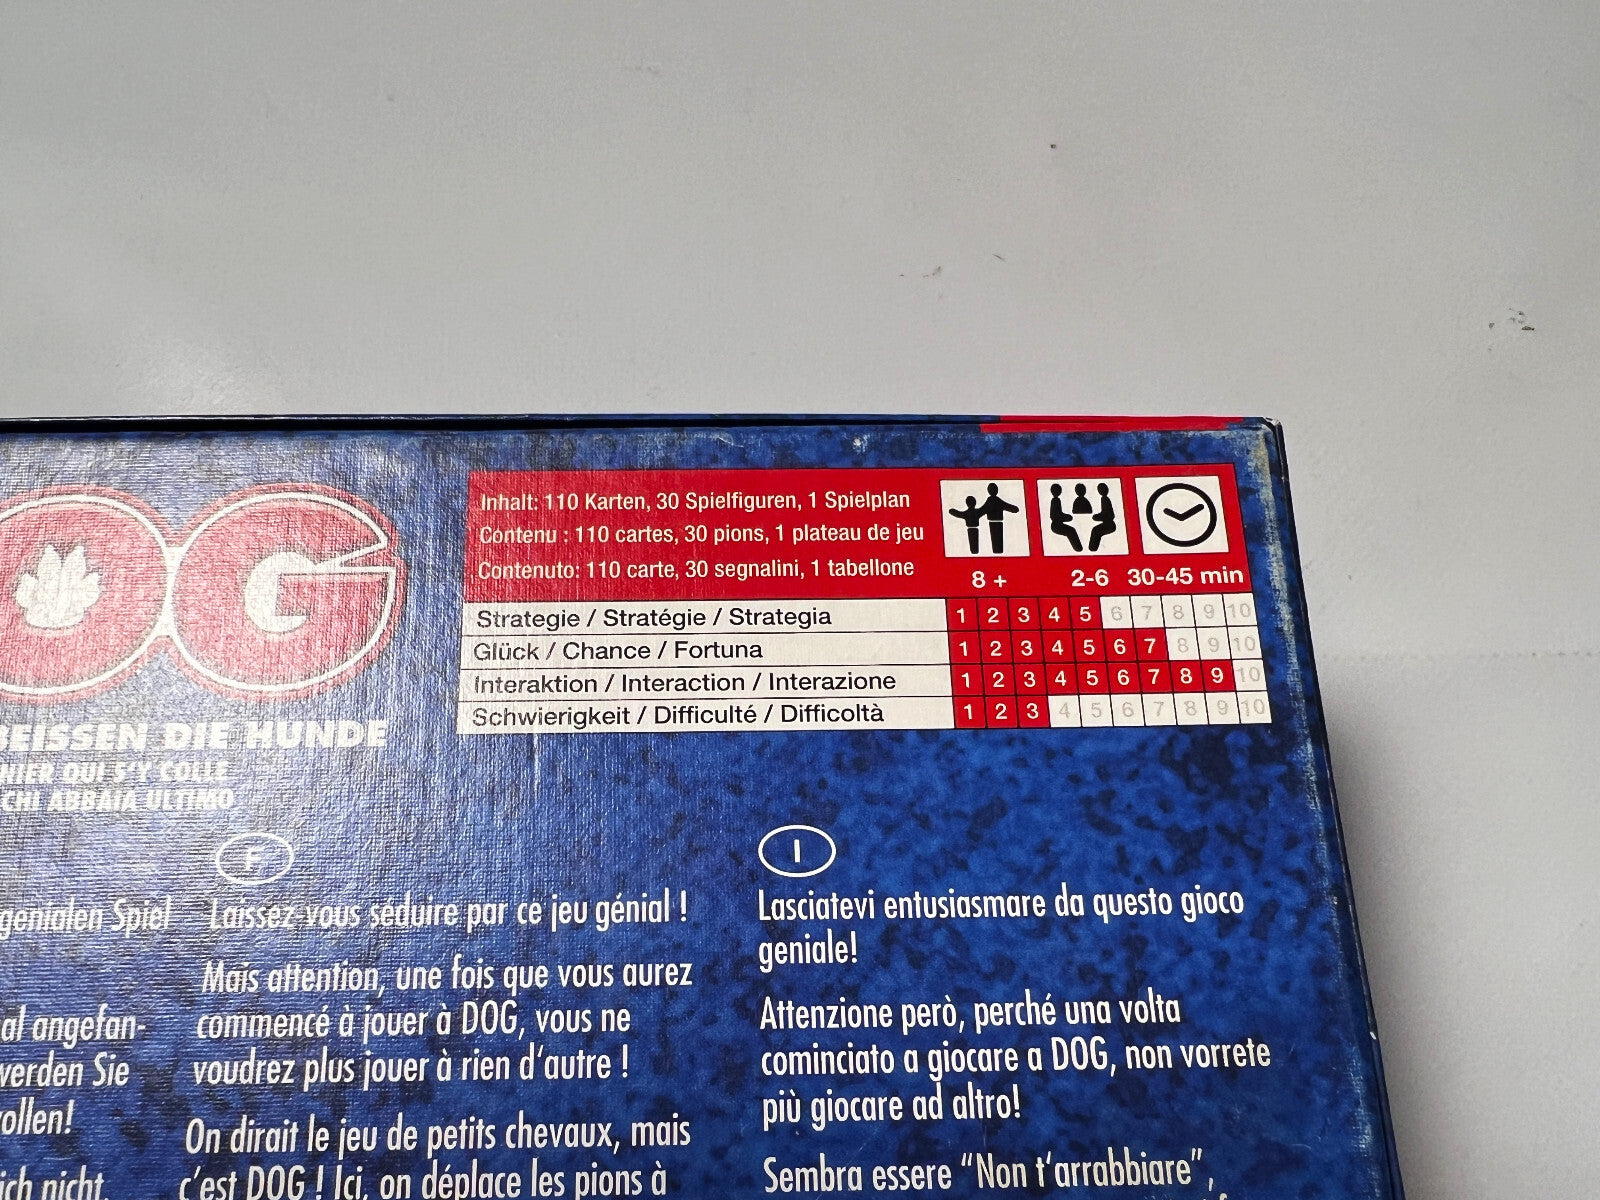 OG
BEISSEN DIE HUNDE
NIER QUI S'Y COLLE
CHI ABBAIA ULTIMO
Inhalt: 110 Karten, 30 Spielfiguren, 1 Spielplan
Contenu : 110 cartes, 30 pions, 1 plateau de jeu
Contenuto: 110 carte, 30 segnalini, 1 tabellone
8 + 2-6 30-45 min
Strategie / Stratégie / Strategia 1 2 3 4 5 6 7 8 9 10
Glück / Chance / Fortuna 1 2 3 4 5 6 7 8 9 10
Interaktion / Interaction / Interazione 1 2 3 4 5 6 7 8 9 10
Schwierigkeit / Difficulté / Difficoltà 1 2 3 4 5 6 7 8 9 10
genialen Spiel
al angefan-
werden Sie
ollen!
ich nicht,
F
Laissez-vous séduire par ce jeu génial !
Mais attention, une fois que vous aurez
commencé à jouer à DOG, vous ne
voudrez plus jouer à rien d'autre !
On dirait le jeu de petits chevaux, mais
c'est DOG ! Ici, on déplace les pions à
I
Lasciatevi entusiasmare da questo gioco
geniale!
Attenzione però, perché una volta
cominciato a giocare a DOG, non vorrete
più giocare ad altro!
Sembra essere "Non t'arrabbiare",